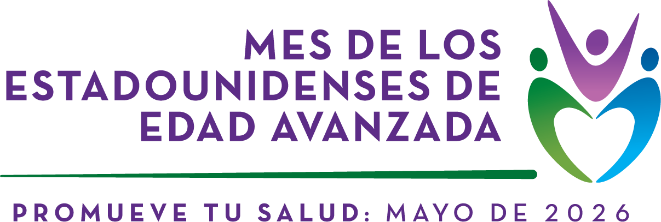 MES DE LOS
ESTADOUNIDENSES DE
EDAD AVANZADA
PROMUEVE TU SALUD: MAYO DE 2026